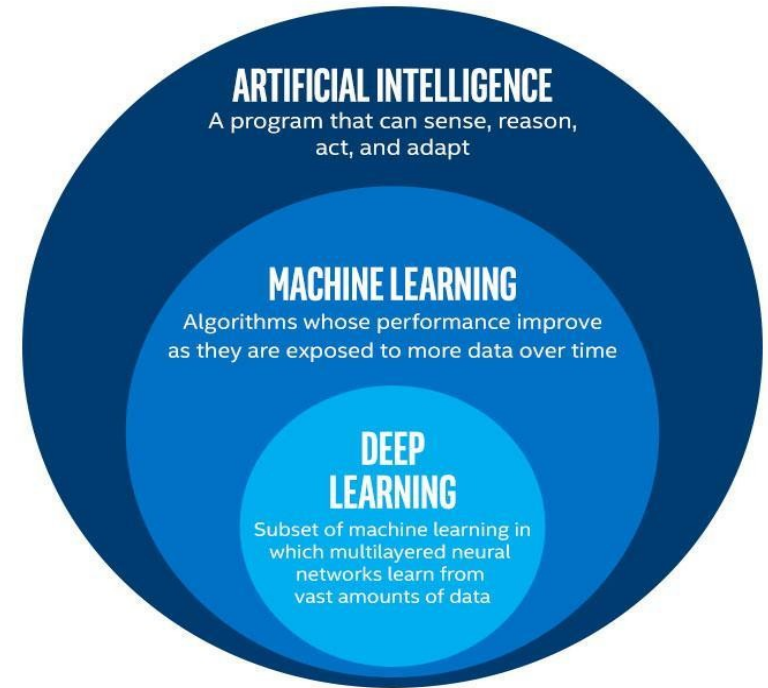 ARTIFICIAL INTELLIGENCE
A program that can sense, reason,
act, and adapt
MACHINE LEARNING
Algorithms whose performance improve
as they are exposed to more data over time
DEEP
LEARNING
Subset of machine learning in
which multilayered neural
networks learn from
vast amounts of data